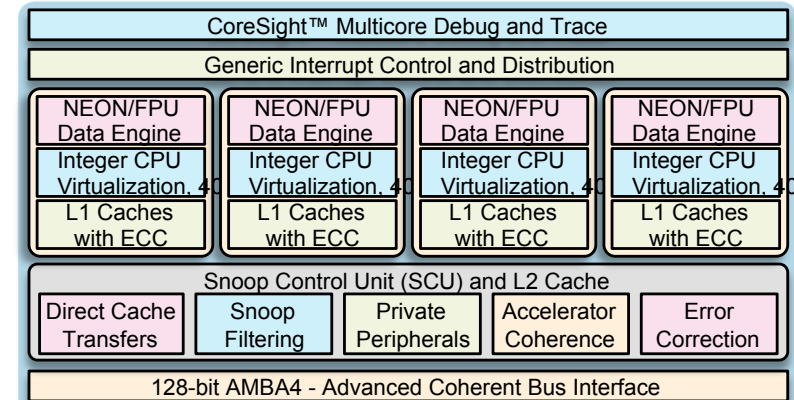 CoreSight™ Multicore Debug and Trace
Generic Interrupt Control and Distribution
NEON/FPU
Data Engine
Integer CPU
Virtualization, 40
L1 Caches
with ECC
NEON/FPU
Data Engine
Integer CPU
Virtualization, 40
L1 Caches
with ECC
NEON/FPU
Data Engine
Integer CPU
Virtualization, 40
L1 Caches
with ECC
NEON/FPU
Data Engine
Integer CPU
Virtualization, 40
L1 Caches
with ECC
Snoop Control Unit (SCU) and L2 Cache
Direct Cache
Transfers
Snoop
Filtering
Private
Peripherals
Accelerator
Coherence
Error
Correction
128-bit AMBA4 - Advanced Coherent Bus Interface